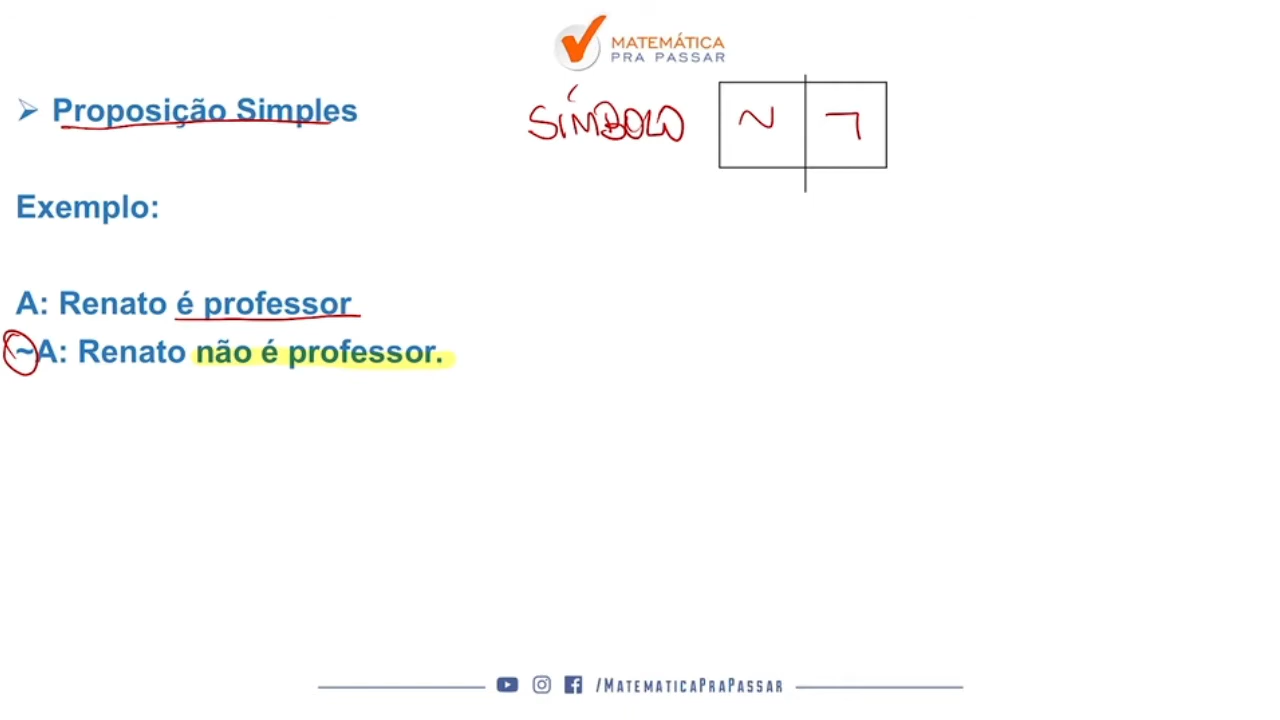 MATEMÁTICA
PRA PASSAR
Proposição Simples
SÍMBOLO ~ ¬
Exemplo:
A: Renato é professor
~A: Renato não é professor.
/MATEMATICAPRAPASSAR